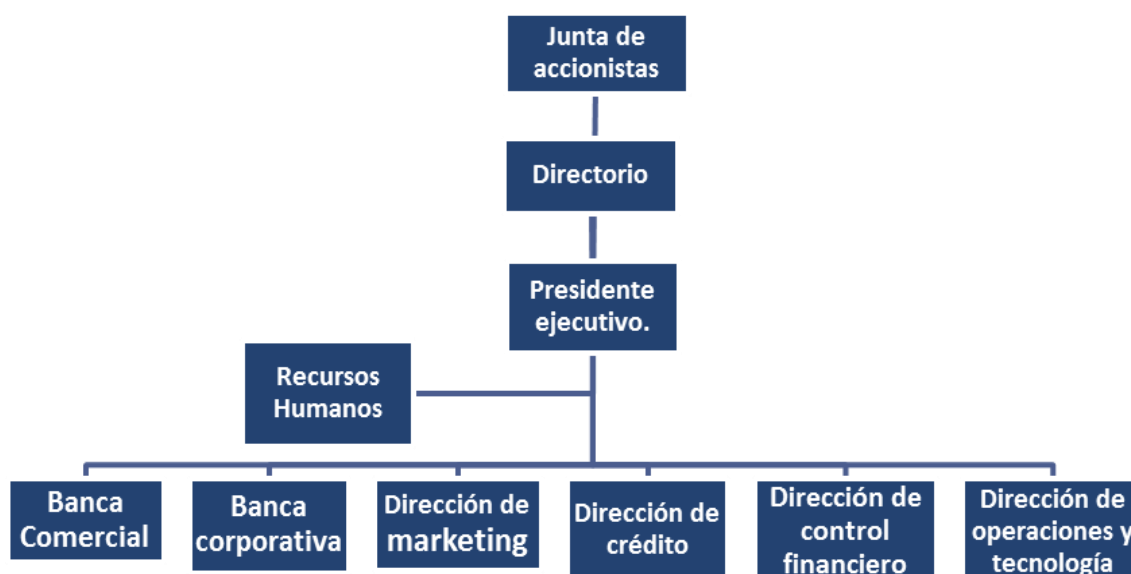 Junta de
accionistas
Directorio
Presidente
ejecutivo.
Recursos
Humanos
Banca
Comercial
Banca
corporativa
Dirección de
marketing
Dirección de
crédito
Dirección de
control
financiero
Dirección de
operaciones y
tecnología